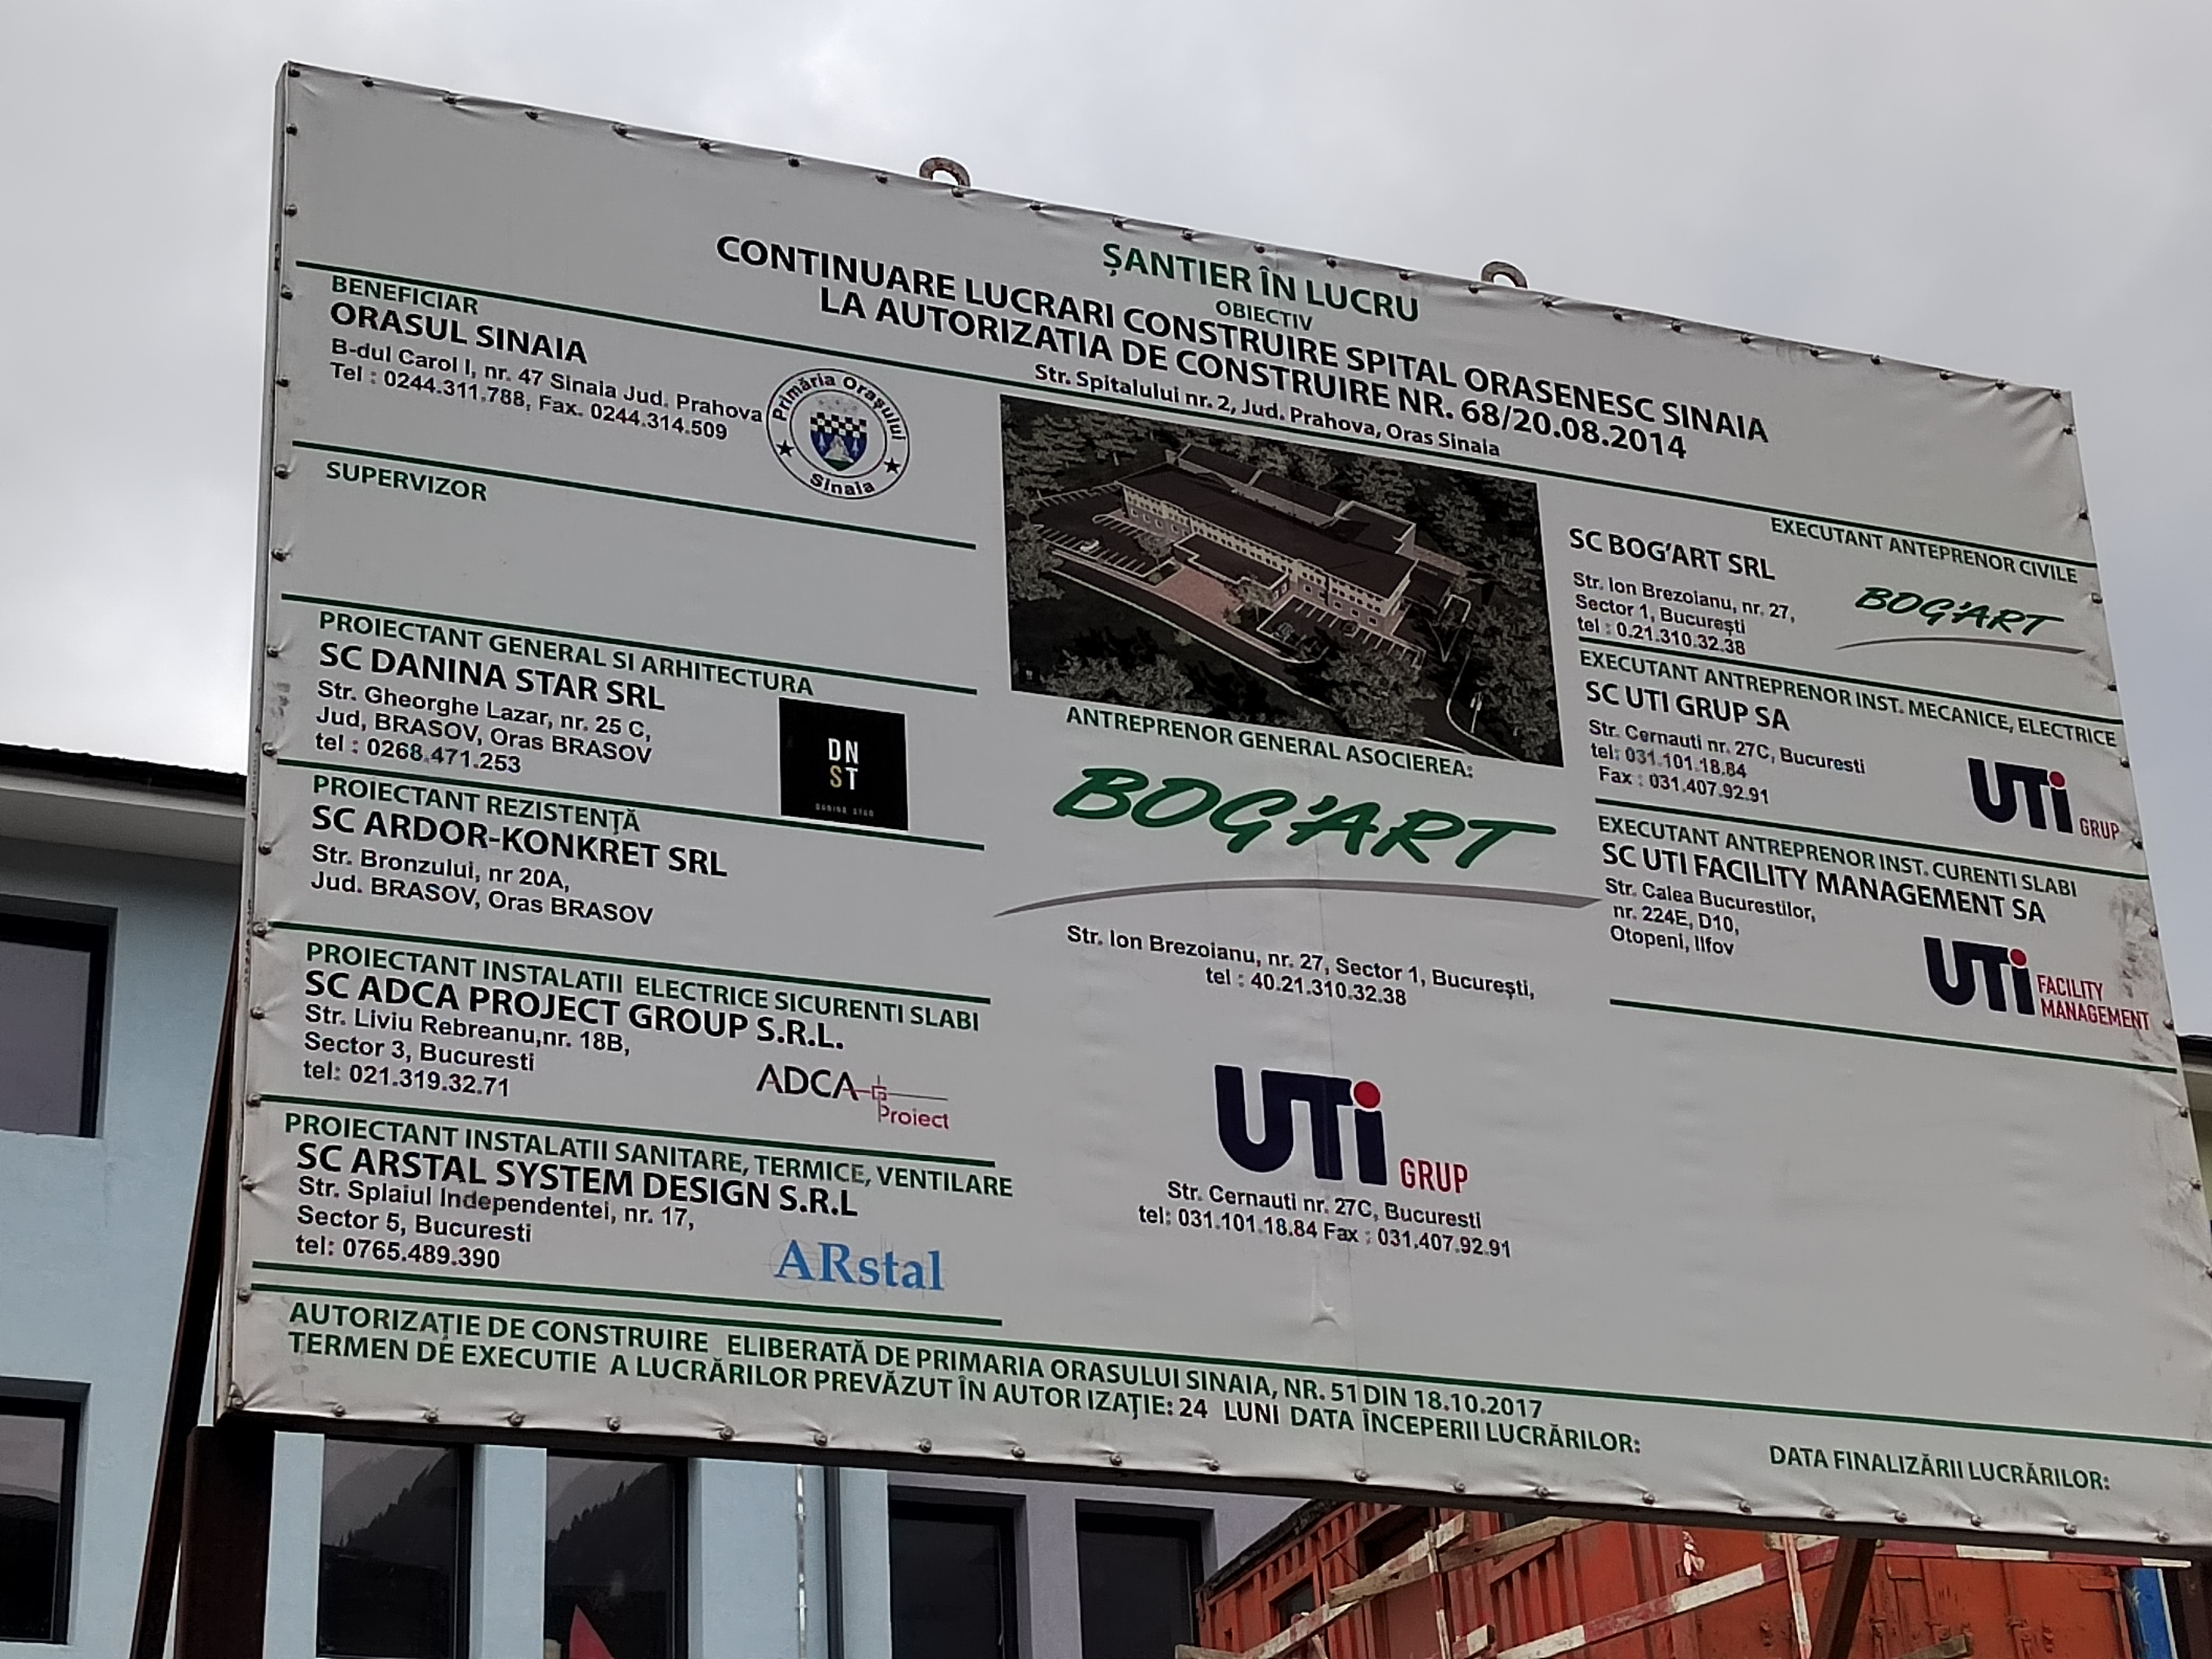 ȘANTIER ÎN LUCRU
OBIECTIV
CONTINUARE LUCRARI CONSTRUIRE SPITAL ORASENESC SINAIA
LA AUTORIZATIA DE CONSTRUIRE NR. 68/20.08.2014
Str. Spitalului nr. 2, Jud. Prahova, Oras Sinaia
BENEFICIAR
ORASUL SINAIA
B-dul Carol I, nr. 47 Sinaia Jud. Prahova
Tel : 0244.311.788, Fax. 0244.314.509
Primăria Orașului
Sinaia
SUPERVIZOR
PROIECTANT GENERAL SI ARHITECTURA
SC DANINA STAR SRL
Str. Gheorghe Lazar, nr. 25 C,
Jud, BRASOV, Oras BRASOV
tel : 0268.471.253
DN
ST
DANINA STAR
PROIECTANT REZISTENŢĂ
SC ARDOR-KONKRET SRL
Str. Bronzului, nr 20A,
Jud. BRASOV, Oras BRASOV
PROIECTANT INSTALATII ELECTRICE SICURENTI SLABI
SC ADCA PROJECT GROUP S.R.L.
Str. Liviu Rebreanu,nr. 18B,
Sector 3, Bucuresti
tel: 021.319.32.71
ADCA
Proiect
PROIECTANT INSTALATII SANITARE, TERMICE, VENTILARE
SC ARSTAL SYSTEM DESIGN S.R.L
Str. Splaiul Independentei, nr. 17,
Sector 5, Bucuresti
tel: 0765.489.390
ARstal
ANTREPRENOR GENERAL ASOCIEREA:
BOG'ART
Str. Ion Brezoianu, nr. 27, Sector 1, București,
tel : 40.21.310.32.38
UTi GRUP
Str. Cernauti nr. 27C, Bucuresti
tel: 031.101.18.84 Fax : 031.407.92.91
EXECUTANT ANTEPRENOR CIVILE
SC BOG'ART SRL
Str. Ion Brezoianu, nr. 27,
Sector 1, București
tel : 0.21.310.32.38
BOG'ART
EXECUTANT ANTREPRENOR INST. MECANICE, ELECTRICE
SC UTI GRUP SA
Str. Cernauti nr. 27C, Bucuresti
tel: 031.101.18.84
Fax : 031.407.92.91
UTi GRUP
EXECUTANT ANTREPRENOR INST. CURENTI SLABI
SC UTI FACILITY MANAGEMENT SA
Str. Calea Bucurestilor,
nr. 224E, D10,
Otopeni, Ilfov
UTi FACILITY
MANAGEMENT
AUTORIZAȚIE DE CONSTRUIRE ELIBERATĂ DE PRIMARIA ORASULUI SINAIA, NR. 51 DIN 18.10.2017
TERMEN DE EXECUTIE A LUCRĂRILOR PREVĂZUT ÎN AUTOR IZAŢIE: 24 LUNI DATA ÎNCEPERII LUCRĂRILOR: DATA FINALIZĂRII LUCRĂRILOR: